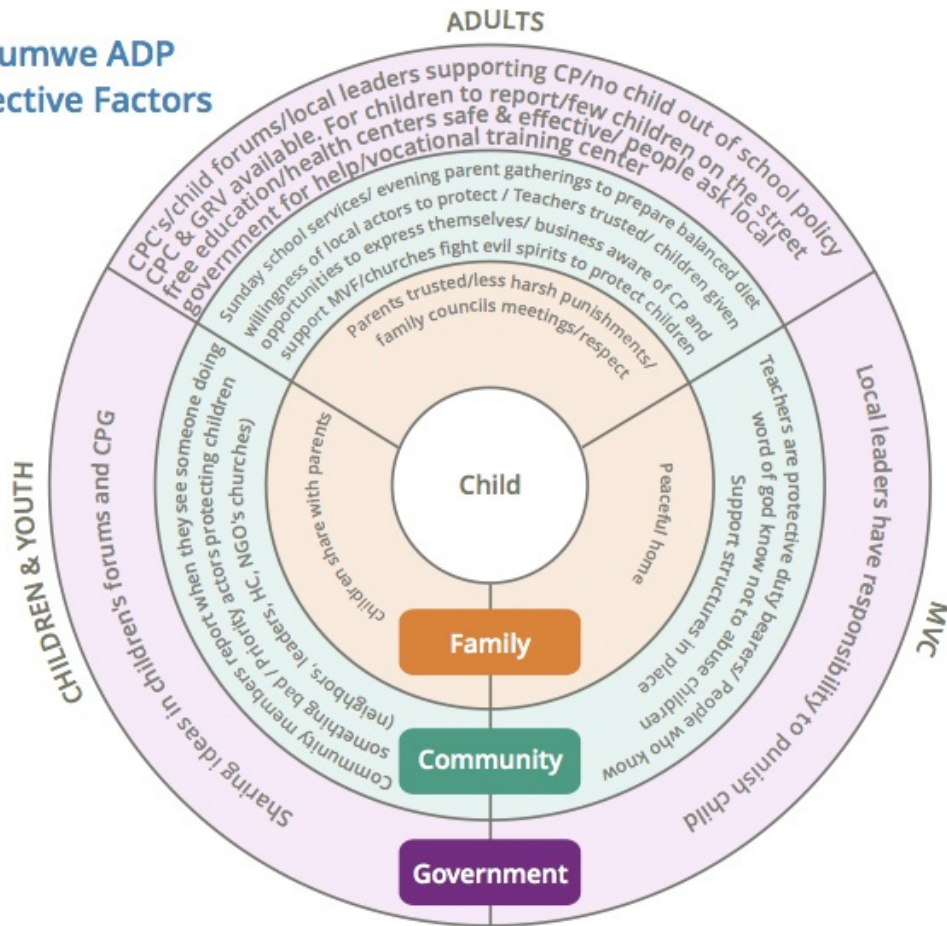 umwe ADP
ective Factors
ADULTS
CPC's/child forums/local leaders supporting CP/no child out of school policy
CPC & GRV available. For children to report/few children on the street
free education/health centers safe & effective/ people ask local
government for help/vocational training center
Sunday school services/ evening parent gatherings to prepare balanced diet
willingness of local actors to protect / Teachers trusted/ children given
opportunities to express themselves/ business aware of CP and
support MVF/churches fight evil spirits to protect children
Parents trusted/less harsh punishments/
family councils meetings/respect
Child
CHILDREN & YOUTH
Sharing ideas in children's forums and CPG
Community members report when they see someone doing
something bad / Priority actors protecting children
(neighbors, leaders, HC, NGO's churches)
children share with parents
Peaceful home
Teachers are protective duty bearers/ People who know
word of god know not to abuse children
Support structures in place
Local leaders have responsibility to punish child
MVC
Family
Community
Government